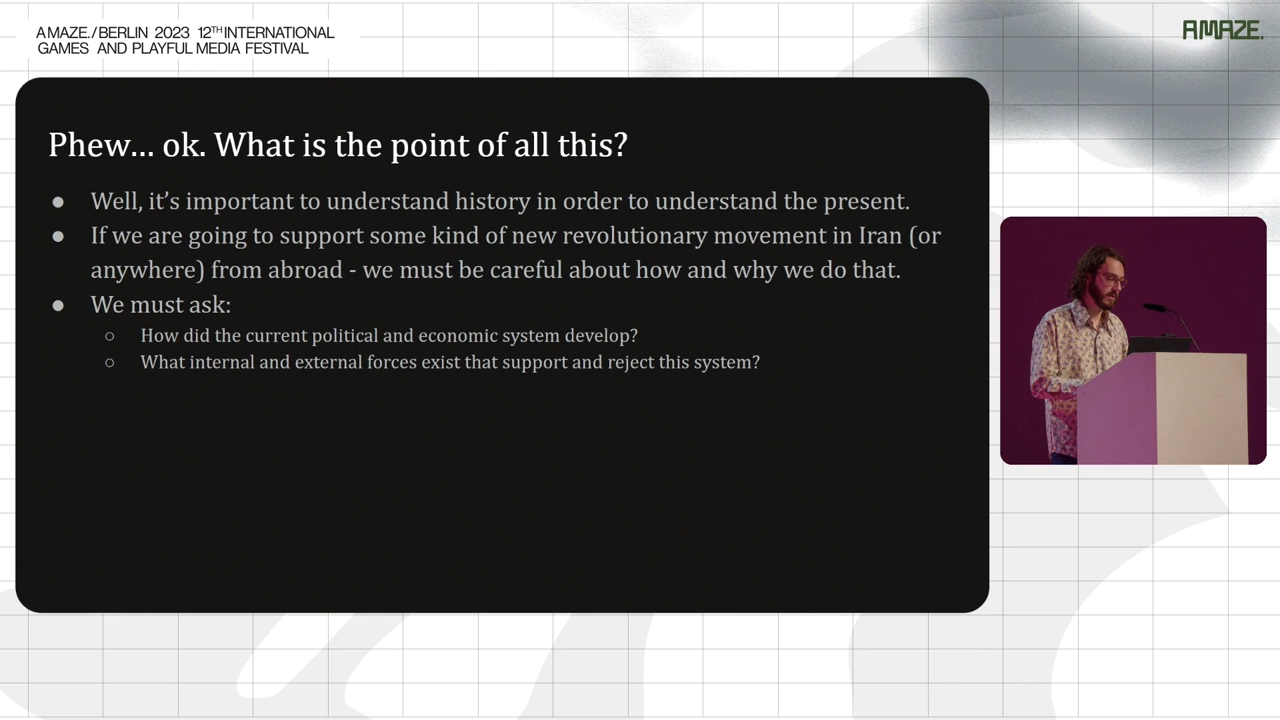 AMAZE./BERLIN 2023 12TH INTERNATIONAL
GAMES AND PLAYFUL MEDIA FESTIVAL
AMAZE.
Phew... ok. What is the point of all this?
● Well, it’s important to understand history in order to understand the present.
● If we are going to support some kind of new revolutionary movement in Iran (or
anywhere) from abroad - we must be careful about how and why we do that.
● We must ask:
○ How did the current political and economic system develop?
○ What internal and external forces exist that support and reject this system?